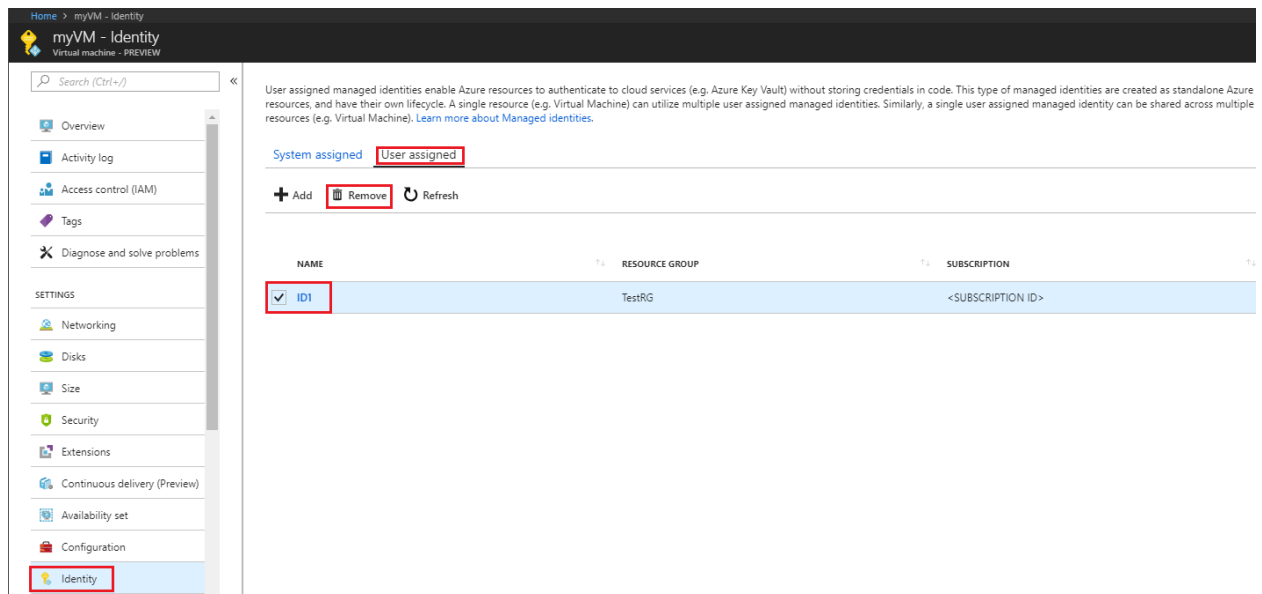 Home > myVM - Identity
myVM - Identity
Virtual machine - PREVIEW
Search (Ctrl+/)
«
Overview
Activity log
Access control (IAM)
Tags
Diagnose and solve problems
SETTINGS
Networking
Disks
Size
Security
Extensions
Continuous delivery (Preview)
Availability set
Configuration
Identity
User assigned managed identities enable Azure resources to authenticate to cloud services (e.g. Azure Key Vault) without storing credentials in code. This type of managed identities are created as standalone Azure
resources, and have their own lifecycle. A single resource (e.g. Virtual Machine) can utilize multiple user assigned managed identities. Similarly, a single user assigned managed identity can be shared across multiple
resources (e.g. Virtual Machine). Learn more about Managed identities.
System assigned User assigned
Add Remove Refresh
NAME RESOURCE GROUP SUBSCRIPTION
ID1 TestRG <SUBSCRIPTION ID>